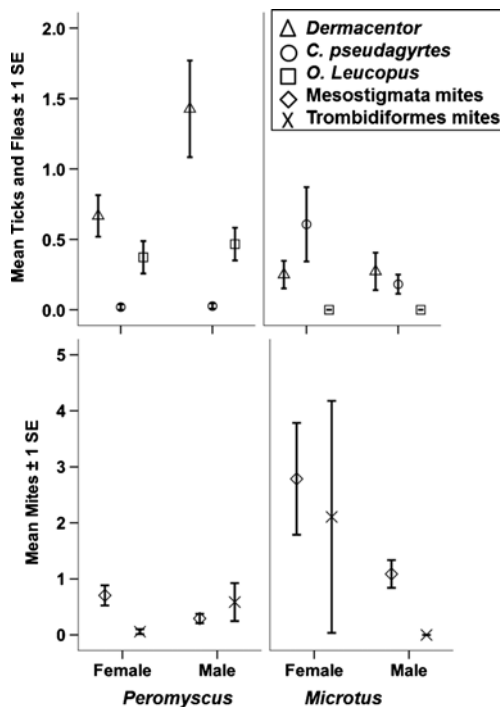 Dermacentor
C. pseudagyrtes
O. Leucopus
Mesostigmata mites
Trombidiformes mites
Mean Ticks and Fleas ± 1 SE
2.0
1.5
1.0
0.5
0.0
Mean Mites ± 1 SE
5
4
3
2
1
0
Female Male Female Male
Peromyscus Microtus